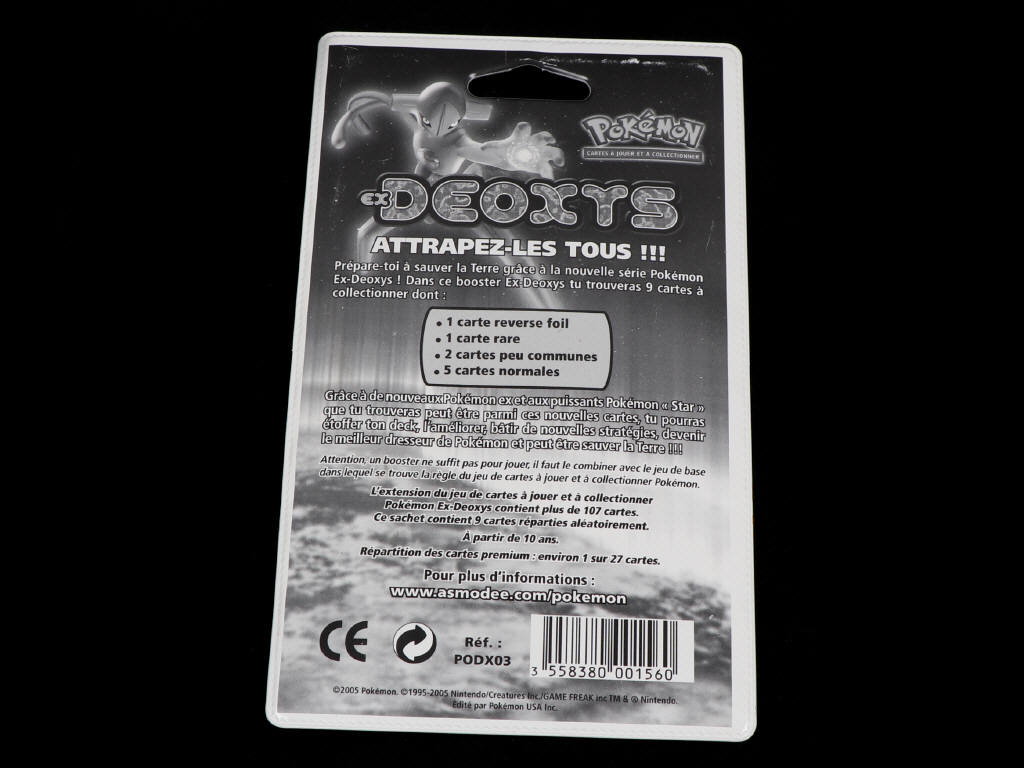 POKéMON
CARTES À JOUER ET À COLLECTIONNER
ex DEOXYS
ATTRAPEZ-LES TOUS !!!
Prépare-toi à sauver la Terre grâce à la nouvelle série Pokémon
Ex-Deoxys ! Dans ce booster Ex-Deoxys tu trouveras 9 cartes à
collectionner dont :
• 1 carte reverse foil
• 1 carte rare
• 2 cartes peu communes
• 5 cartes normales
Grâce à de nouveaux Pokémon ex et aux puissants Pokémon « Star »
que tu trouveras peut être parmi ces nouvelles cartes, tu pourras
étoffer ton deck, l'améliorer, bâtir de nouvelles stratégies, devenir
le meilleur dresseur de Pokémon et peut être sauver la Terre !!!
Attention, un booster ne suffit pas pour jouer, il faut le combiner avec le jeu de base
dans lequel se trouve la règle du jeu de cartes à jouer et à collectionner Pokémon.
L'extension du jeu de cartes à jouer et à collectionner
Pokémon Ex-Deoxys contient plus de 107 cartes.
Ce sachet contient 9 cartes réparties aléatoirement.
À partir de 10 ans.
Répartition des cartes premium : environ 1 sur 27 cartes.
Pour plus d'informations :
www.asmodee.com/pokemon
CE
Réf. :
PODX03
3 558380 001560
©2005 Pokémon. ©1995-2005 Nintendo/Creatures Inc./GAME FREAK inc TM & ® Nintendo.
Édité par Pokémon USA Inc.